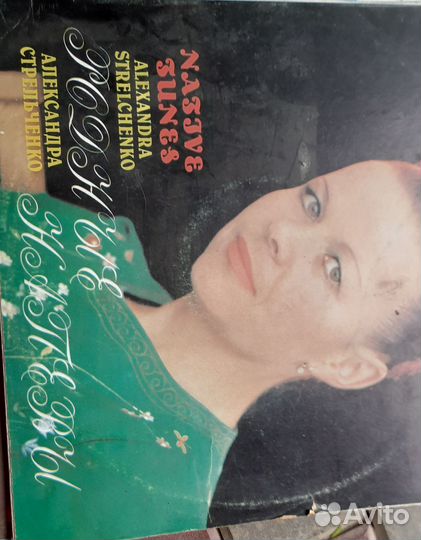 NATIVE
TUNES
ALEXANDRA
STRELCHENKO
РОДНЫЕ
НАПЕВЫ
АЛЕКСАНДРА
СТРЕЛЬЧЕНКО
Avito